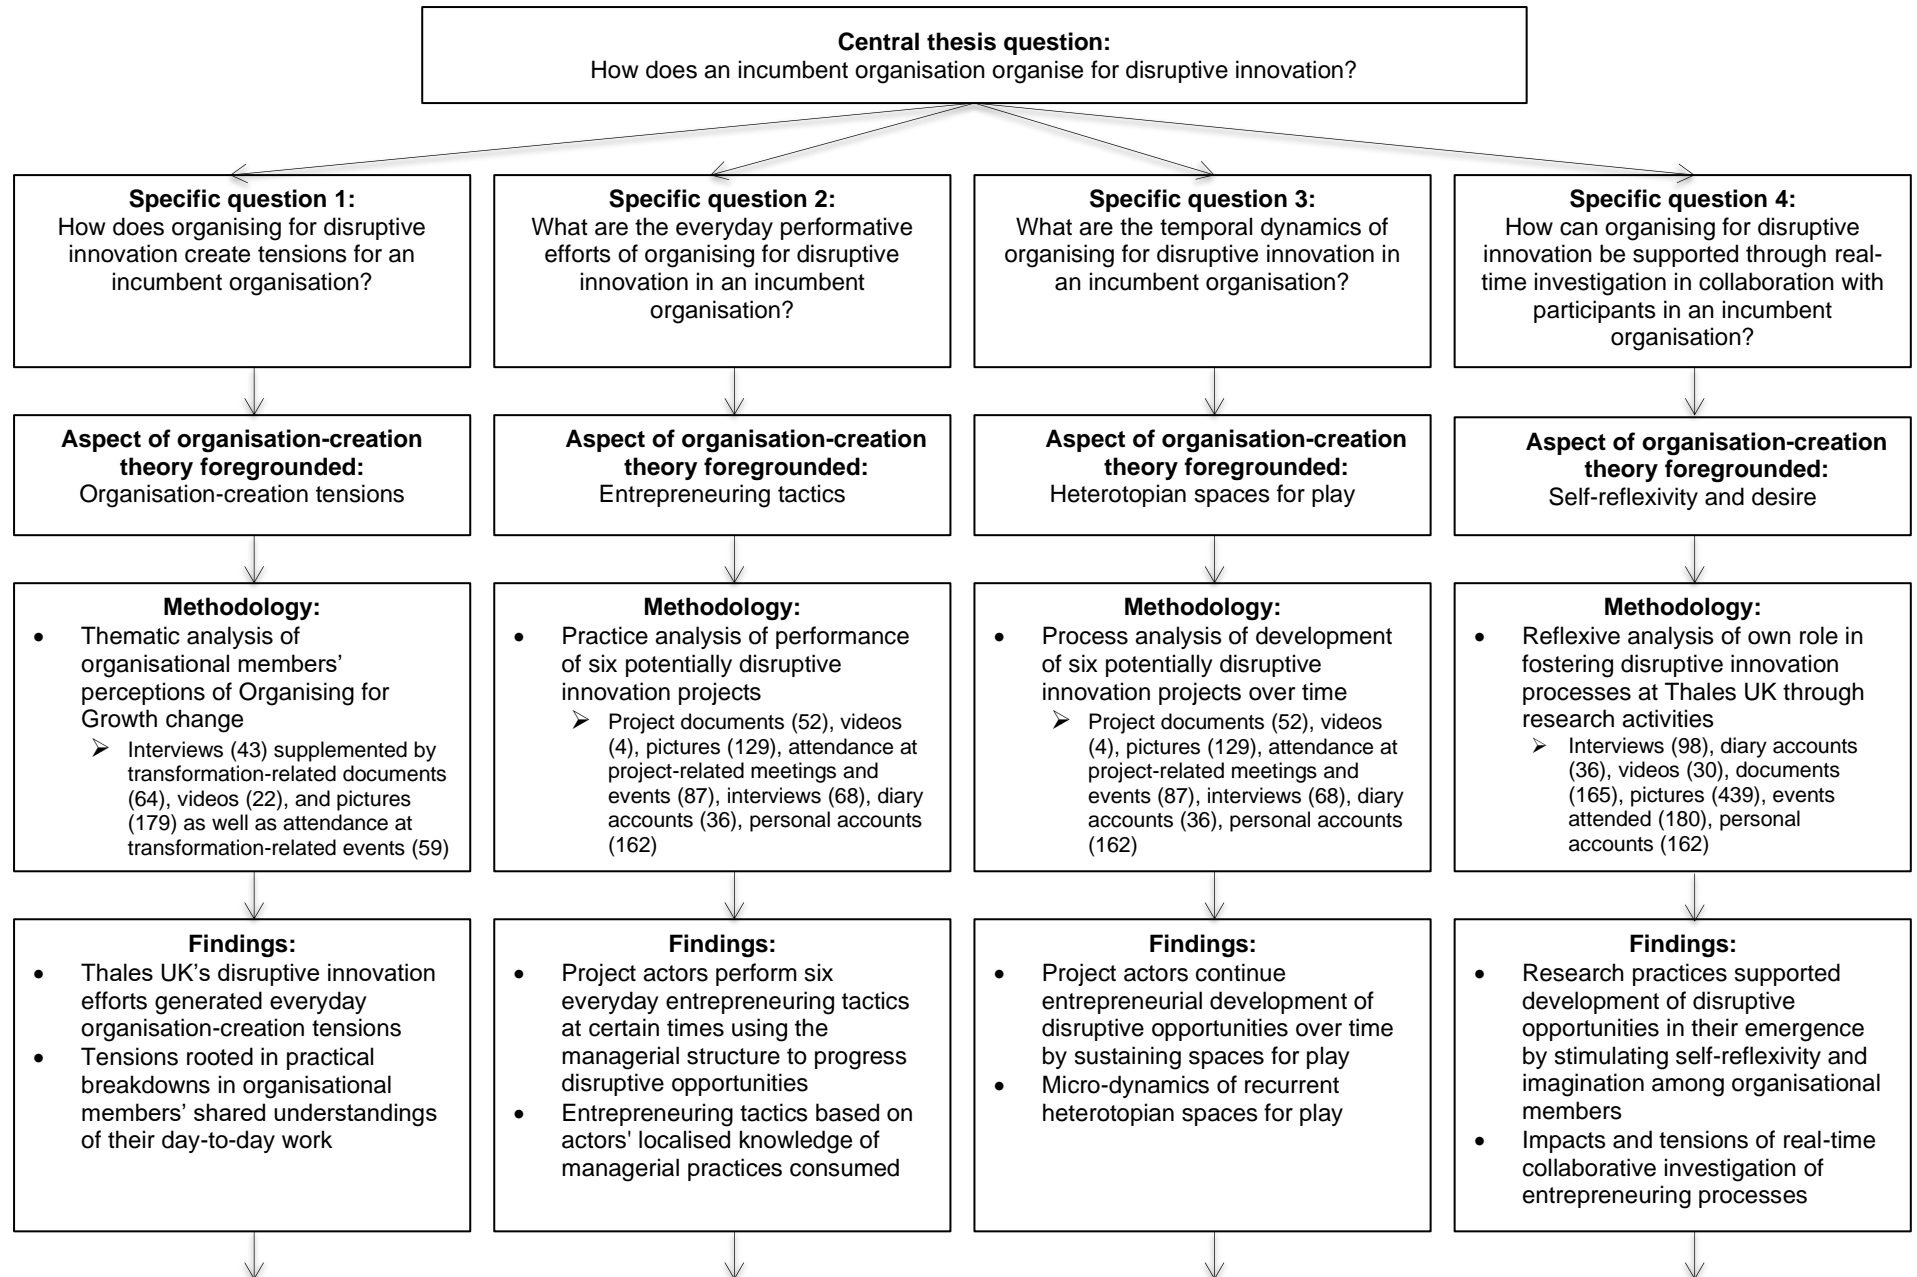 Central thesis question:
How does an incumbent organisation organise for disruptive innovation?
Specific question 1:
How does organising for disruptive
innovation create tensions for an
incumbent organisation?
Specific question 2:
What are the everyday performative
efforts of organising for disruptive
innovation in an incumbent
organisation?
Specific question 3:
What are the temporal dynamics of
organising for disruptive innovation in
an incumbent organisation?
Specific question 4:
How can organising for disruptive
innovation be supported through real-
time investigation in collaboration with
participants in an incumbent
organisation?
Aspect of organisation-creation
theory foregrounded:
Organisation-creation tensions
Aspect of organisation-creation
theory foregrounded:
Entrepreneuring tactics
Aspect of organisation-creation
theory foregrounded:
Heterotopian spaces for play
Aspect of organisation-creation
theory foregrounded:
Self-reflexivity and desire
Methodology:
• Thematic analysis of
organisational members’
perceptions of Organising for
Growth change
➢ Interviews (43) supplemented by
transformation-related documents
(64), videos (22), and pictures
(179) as well as attendance at
transformation-related events (59)
Methodology:
• Practice analysis of performance
of six potentially disruptive
innovation projects
➢ Project documents (52), videos
(4), pictures (129), attendance at
project-related meetings and
events (87), interviews (68), diary
accounts (36), personal accounts
(162)
Methodology:
• Process analysis of development
of six potentially disruptive
innovation projects over time
➢ Project documents (52), videos
(4), pictures (129), attendance at
project-related meetings and
events (87), interviews (68), diary
accounts (36), personal accounts
(162)
Methodology:
• Reflexive analysis of own role in
fostering disruptive innovation
processes at Thales UK through
research activities
➢ Interviews (98), diary accounts
(36), videos (30), documents
(165), pictures (439), events
attended (180), personal
accounts (162)
Findings:
• Thales UK’s disruptive innovation
efforts generated everyday
organisation-creation tensions
• Tensions rooted in practical
breakdowns in organisational
members’ shared understandings
of their day-to-day work
Findings:
• Project actors perform six
everyday entrepreneuring tactics
at certain times using the
managerial structure to progress
disruptive opportunities
• Entrepreneuring tactics based on
actors' localised knowledge of
managerial practices consumed
Findings:
• Project actors continue
entrepreneurial development of
disruptive opportunities over time
by sustaining spaces for play
• Micro-dynamics of recurrent
heterotopian spaces for play
Findings:
• Research practices supported
development of disruptive
opportunities in their emergence
by stimulating self-reflexivity and
imagination among organisational
members
• Impacts and tensions of real-time
collaborative investigation of
entrepreneuring processes